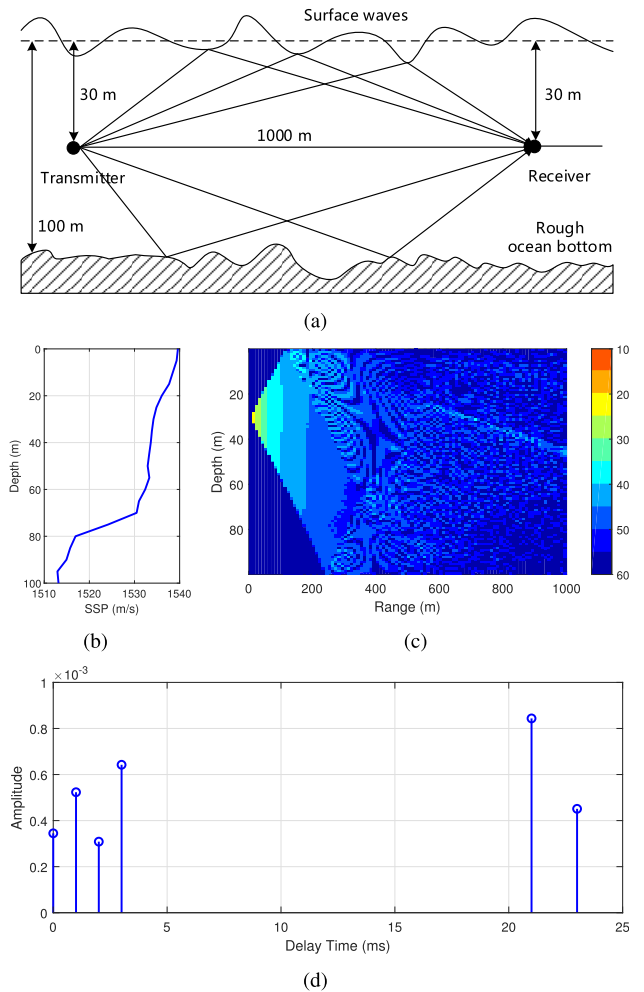 Surface waves
30 m
30 m
1000 m
Transmitter
Receiver
100 m
Rough
ocean bottom
(a)
0
20
40
60
80
100
Depth (m)
1510
1520
1530
1540
SSP (m/s)
(b)
20
40
60
80
Depth (m)
0
200
400
600
800
1000
Range (m)
10
20
30
40
50
60
(c)
×10⁻³
1
0.8
0.6
0.4
0.2
0
Amplitude
0
5
10
15
20
25
Delay Time (ms)
(d)